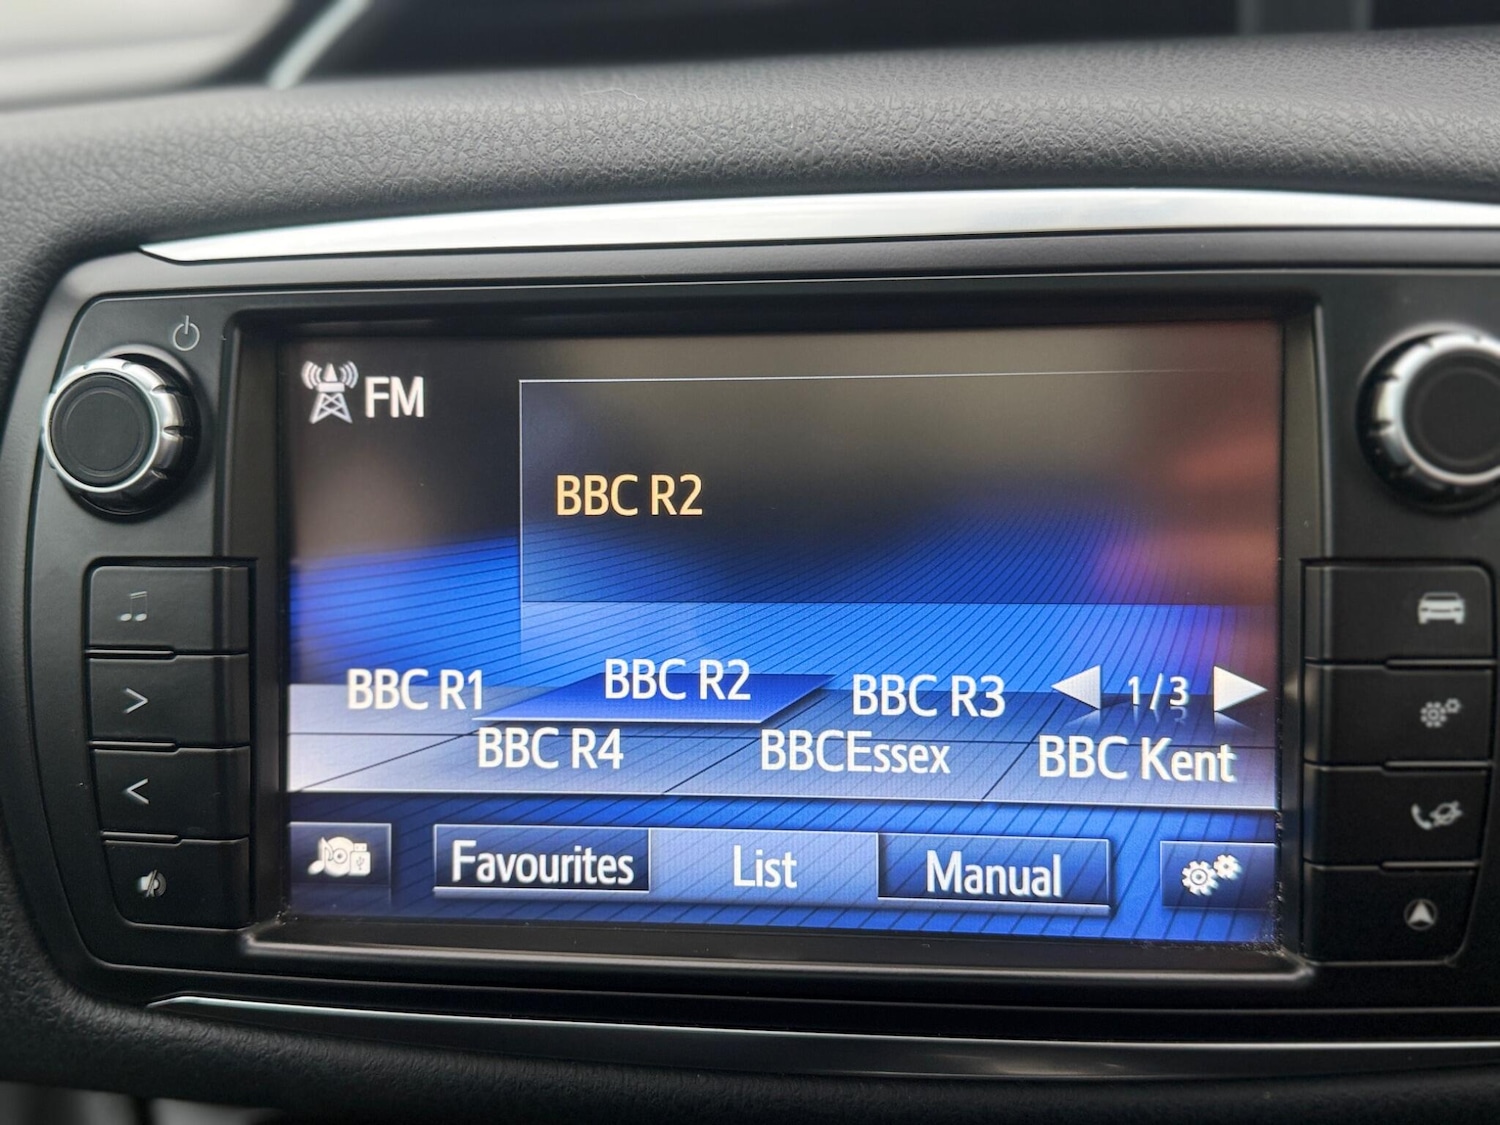 FM
BBC R2
BBC R1 BBC R2 BBC R3 1/3
BBC R4 BBCEssex BBC Kent
Favourites List Manual